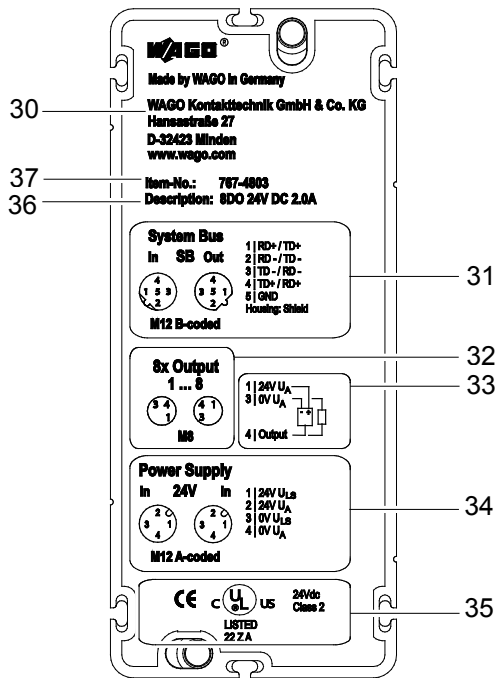 WAGO®
Made by WAGO in Germany
30
WAGO Kontakttechnik GmbH & Co. KG
Hansastraße 27
D-32423 Minden
www.wago.com
37
Item-No.: 767-4803
36
Description: 8DO 24V DC 2.0A
System Bus
In SB Out
4
1 5 3
2
4
3 5 1
2
M12 B-coded
1 | RD+ / TD+
2 | RD - / TD -
3 | TD - / RD -
4 | TD+ / RD+
5 | GND
Housing: Shield
31
8x Output
1 ... 8
3 4
1
4 1
3
M8
32
1 | 24V UA
3 | 0V UA
4 | Output
33
Power Supply
In 24V In
2
3 1
4
2
3 1
4
M12 A-coded
1 | 24V ULS
2 | 24V UA
3 | 0V ULS
4 | 0V UA
34
CE
C UL US
LISTED
22 Z A
24Vdc
Class 2
35